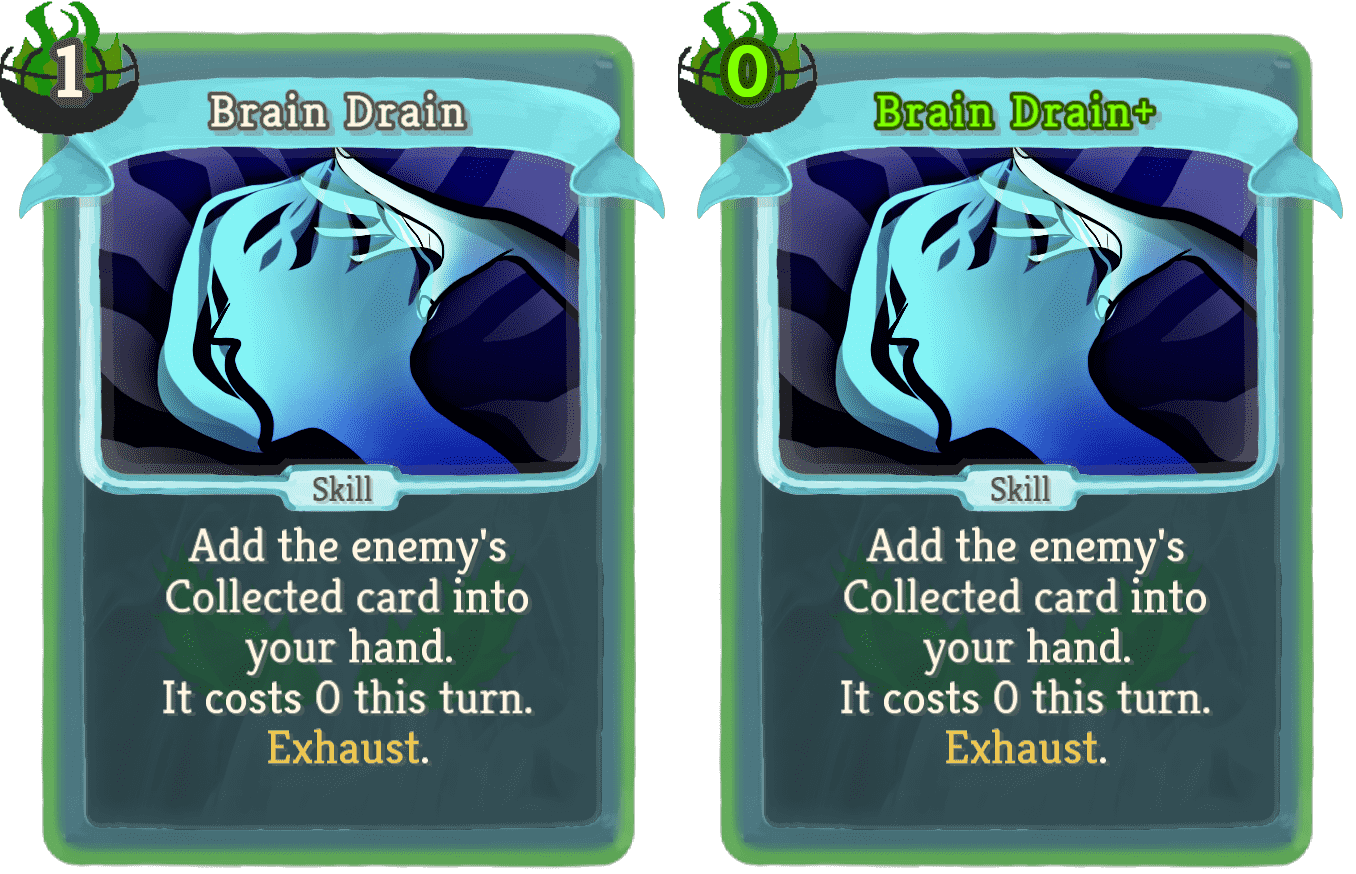 1
Brain Drain
Skill
Add the enemy's
Collected card into
your hand.
It costs 0 this turn.
Exhaust.
0
Brain Drain+
Skill
Add the enemy's
Collected card into
your hand.
It costs 0 this turn.
Exhaust.